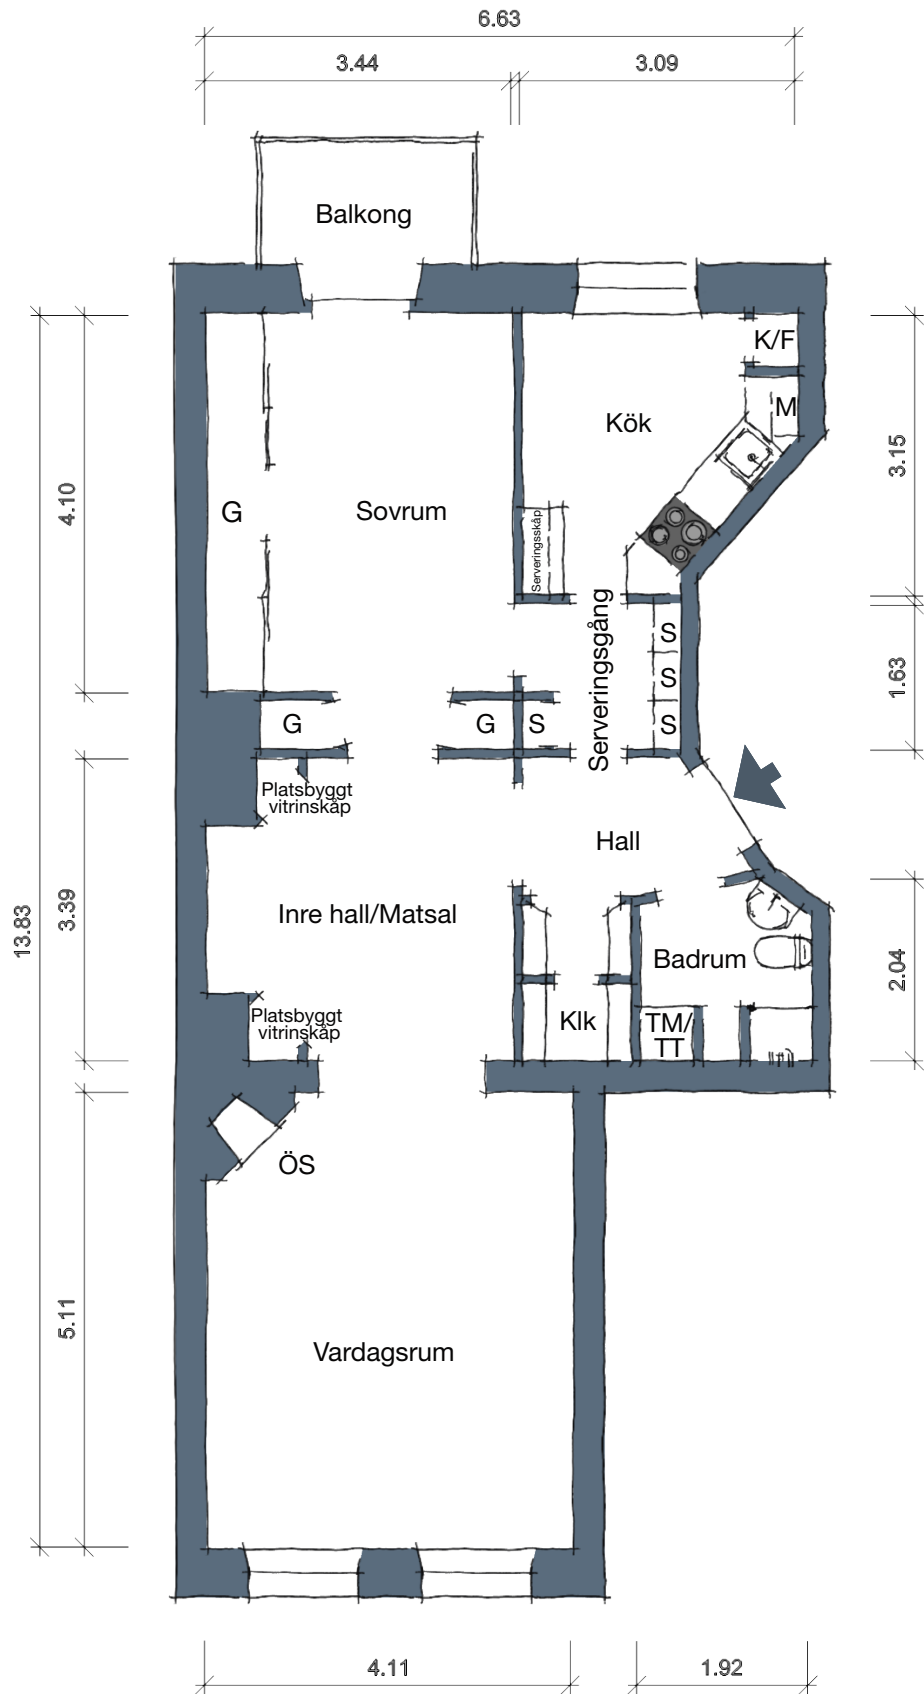 6.63
3.44
3.09
Balkong
K/F
M
Kök
3.15
4.10
G
Sovrum
Serveringsskåp
Serveringsgång
S
S
S
1.63
G
G
S
Platsbyggt
vitrinskåp
Hall
13.83
3.39
Inre hall/Matsal
Badrum
2.04
Platsbyggt
vitrinskåp
Klk
TM/
TT
ÖS
5.11
Vardagsrum
4.11
1.92